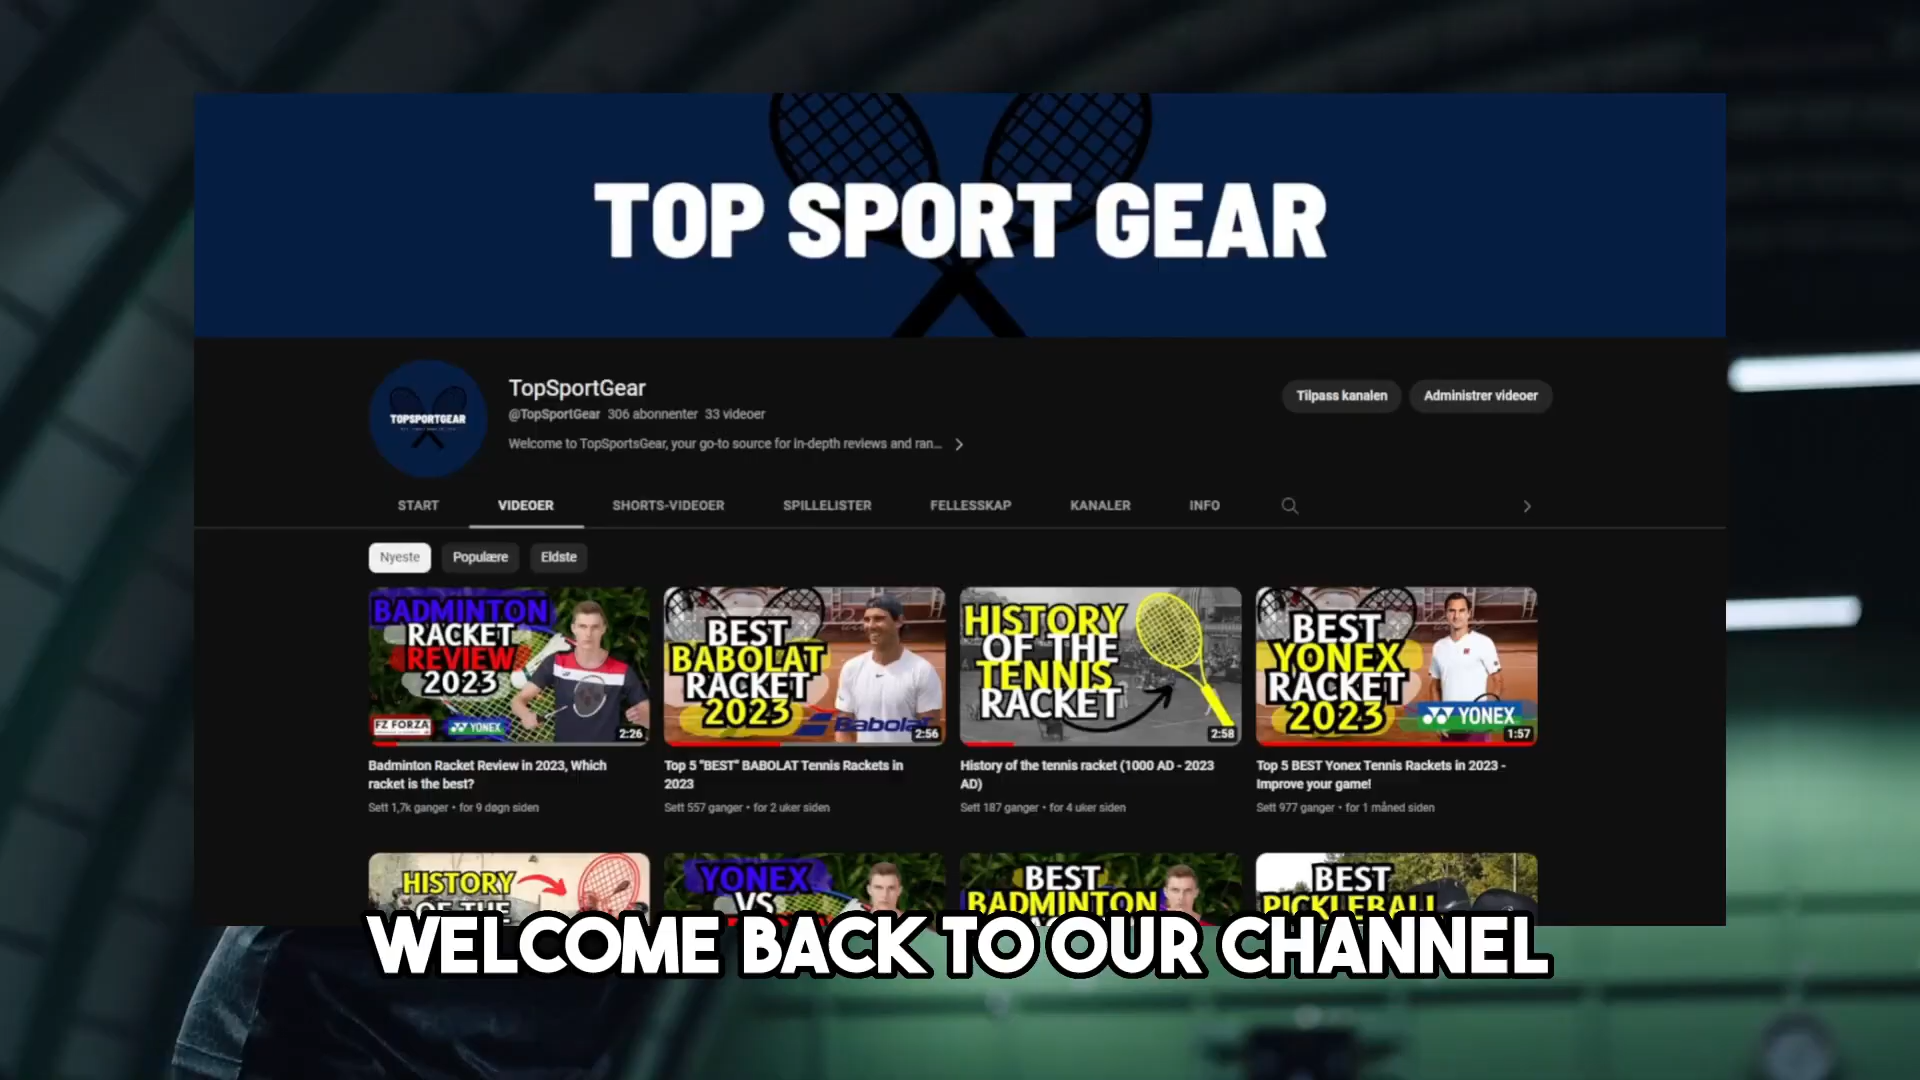 TOP SPORT GEAR
TOPSPORTGEAR
TopSportGear
@TopSportGear 306 abonnenter 33 videoer
Welcome to TopSportsGear, your go-to source for in-depth reviews and ran...
Tilpass kanalen
Administrer videoer
START VIDEOER SHORTS-VIDEOER SPILLELISTER FELLESSKAP KANALER INFO
Nyeste Populære Eldste
BADMINTON
RACKET
REVIEW
2023
FZ FORZA
YONEX
2:26
BEST
BABOLAT
RACKET
2023
Babolat
2:56
HISTORY
OF THE
TENNIS
RACKET
2:58
BEST
YONEX
RACKET
2023
YONEX
1:57
Badminton Racket Review in 2023, Which
racket is the best?
Sett 1,7k ganger • for 9 døgn siden
Top 5 "BEST" BABOLAT Tennis Rackets in
2023
Sett 557 ganger • for 2 uker siden
History of the tennis racket (1000 AD - 2023
AD)
Sett 187 ganger • for 4 uker siden
Top 5 BEST Yonex Tennis Rackets in 2023 -
Improve your game!
Sett 977 ganger • for 1 måned siden
HISTORY
OF THE
YONEX
VS
BEST
BADMINTON
BEST
PICKLEBALL
WELCOME BACK TO OUR CHANNEL